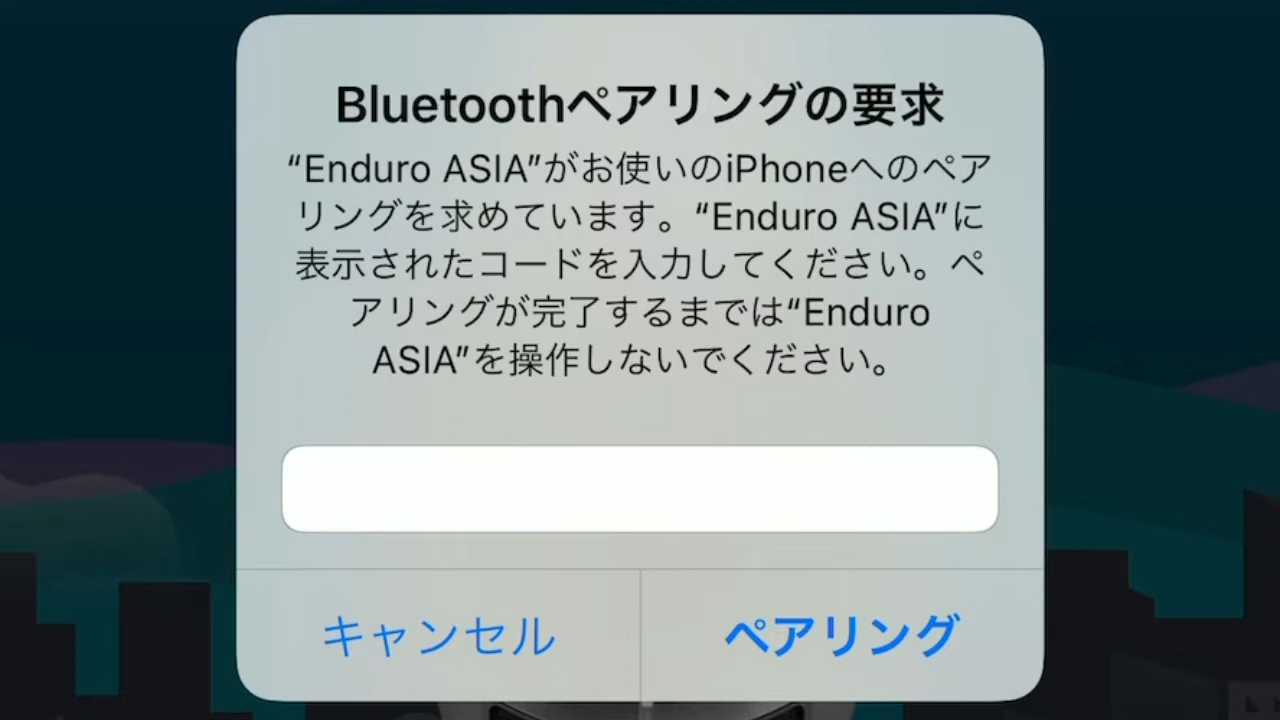 Bluetoothペアリングの要求
“Enduro ASIA”がお使いのiPhoneへのペア
リングを求めています。“Enduro ASIA”に
表示されたコードを入力してください。ペ
アリングが完了するまでは“Enduro
ASIA”を操作しないでください。
キャンセル
ペアリング